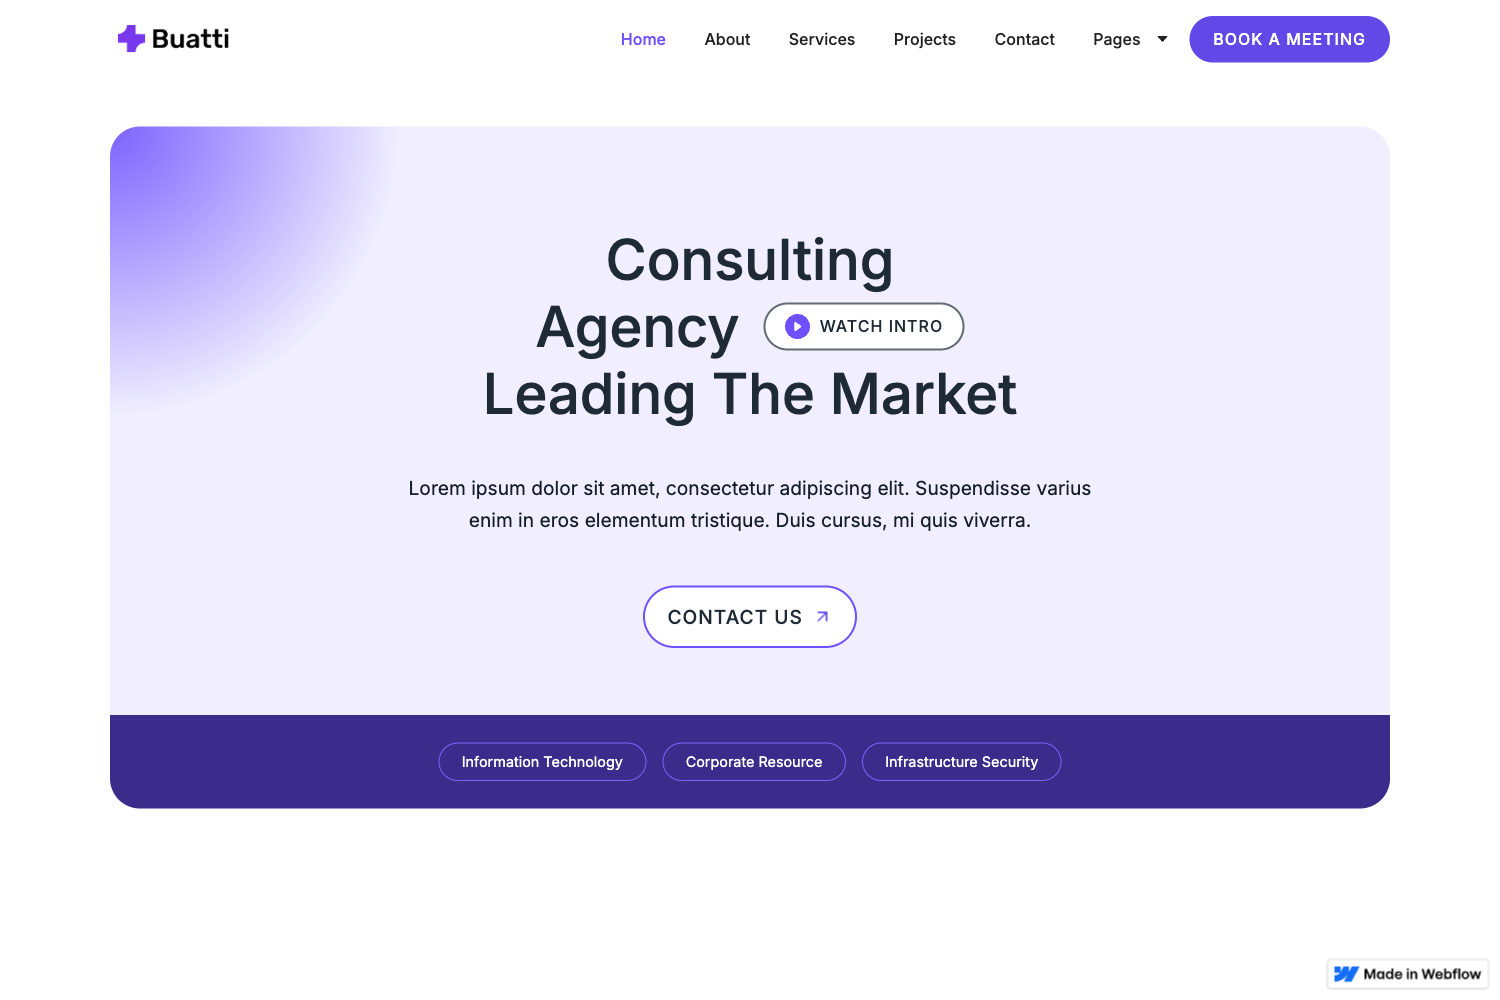 Buatti
Home
About
Services
Projects
Contact
Pages
BOOK A MEETING
Consulting
Agency
WATCH INTRO
Leading The Market
Lorem ipsum dolor sit amet, consectetur adipiscing elit. Suspendisse varius
enim in eros elementum tristique. Duis cursus, mi quis viverra.
CONTACT US
Information Technology
Corporate Resource
Infrastructure Security
Made in Webflow